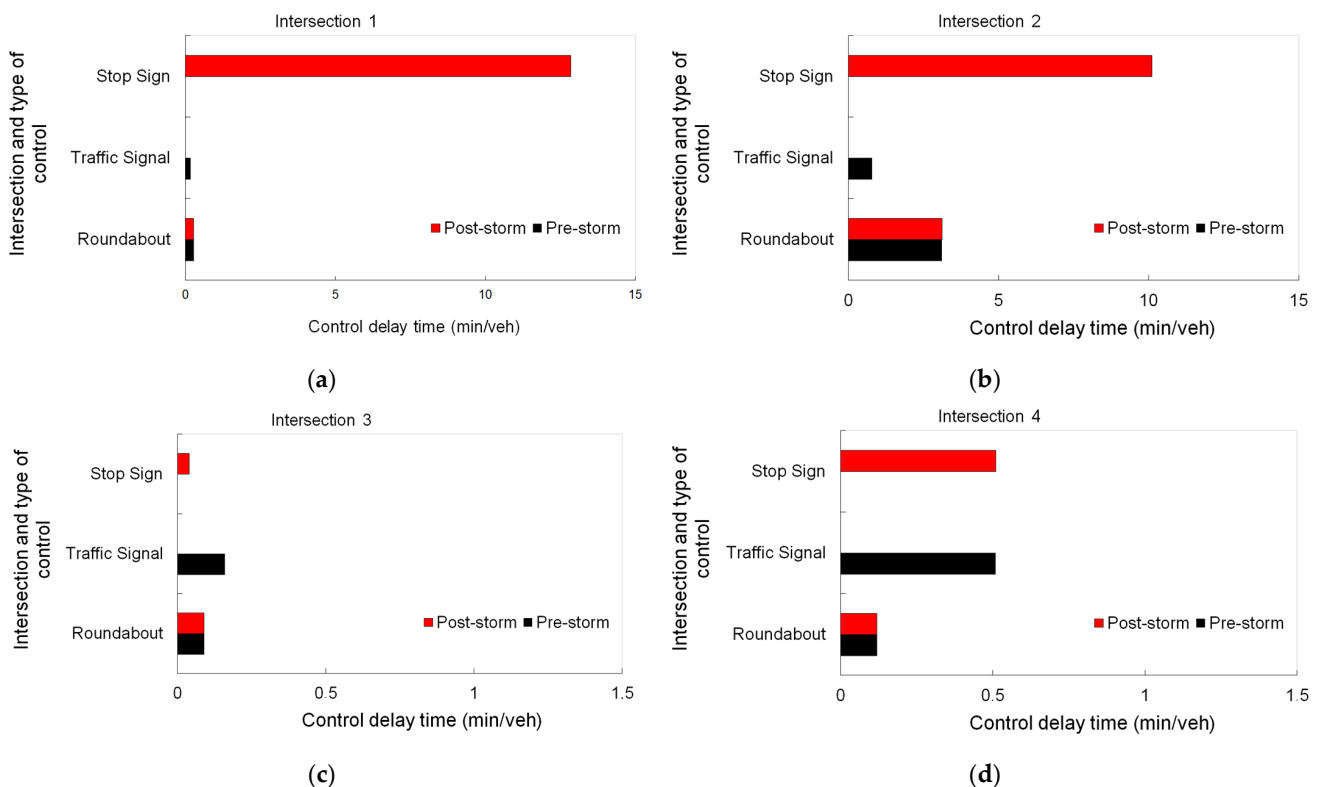 Intersection 1
Intersection and type of
control
Stop Sign
Traffic Signal
Roundabout
Post-storm Pre-storm
0 5 10 15
Control delay time (min/veh)
(a)
Intersection 2
Intersection and type of
control
Stop Sign
Traffic Signal
Roundabout
Post-storm Pre-storm
0 5 10 15
Control delay time (min/veh)
(b)
Intersection 3
Intersection and type of
control
Stop Sign
Traffic Signal
Roundabout
Post-storm Pre-storm
0 0.5 1 1.5
Control delay time (min/veh)
(c)
Intersection 4
Intersection and type of
control
Stop Sign
Traffic Signal
Roundabout
Post-storm Pre-storm
0 0.5 1 1.5
Control delay time (min/veh)
(d)